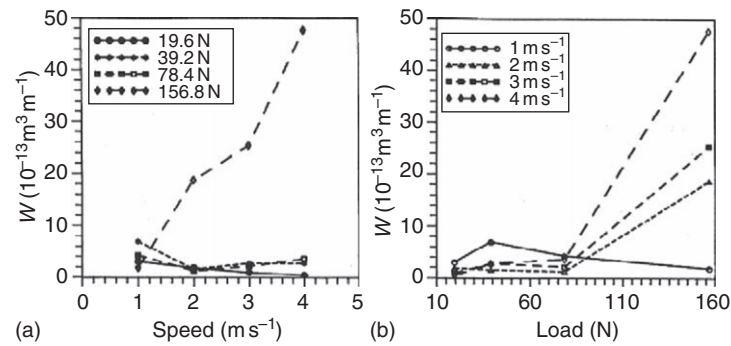 50
40
30
20
10
0
W (10⁻¹³m³m⁻¹)
19.6 N
39.2 N
78.4 N
156.8 N
0 1 2 3 4 5
(a) Speed (m s⁻¹)
50
40
30
20
10
0
W (10⁻¹³m³m⁻¹)
1 m s⁻¹
2 m s⁻¹
3 m s⁻¹
4 m s⁻¹
10 60 110 160
(b) Load (N)